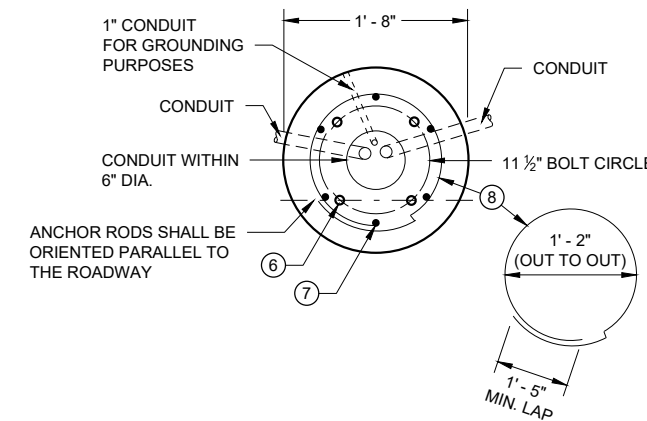 1" CONDUIT
FOR GROUNDING
PURPOSES
1' - 8"
CONDUIT
CONDUIT
CONDUIT WITHIN
6" DIA.
11 ½" BOLT CIRCLE
8
ANCHOR RODS SHALL BE
ORIENTED PARALLEL TO
THE ROADWAY
6
7
1' - 2"
(OUT TO OUT)
1' - 5"
MIN. LAP